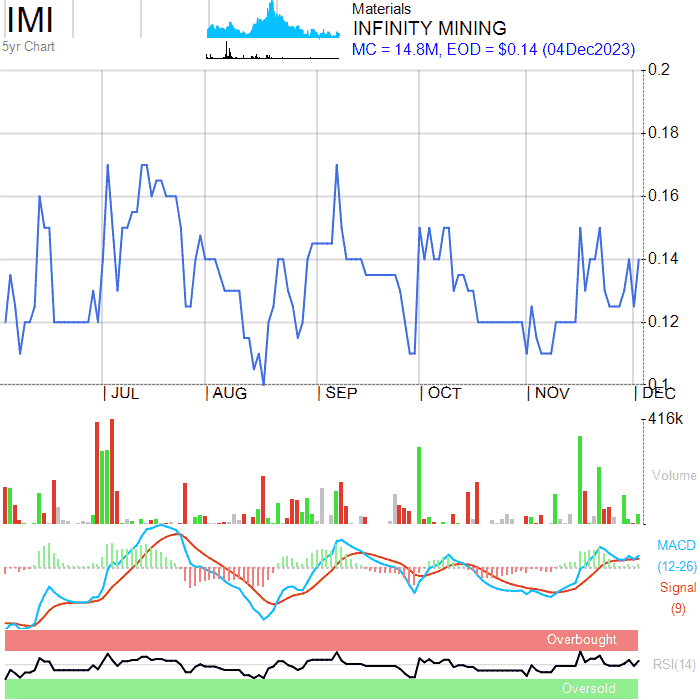 IMI
5yr Chart
Materials
INFINITY MINING
MC = 14.8M, EOD = $0.14 (04Dec2023)
0.2
0.18
0.16
0.14
0.12
0.1
JUL
AUG
SEP
OCT
NOV
DEC
416k
Volume
MACD
(12-26)
Signal
(9)
Overbought
RSI(14)
Oversold